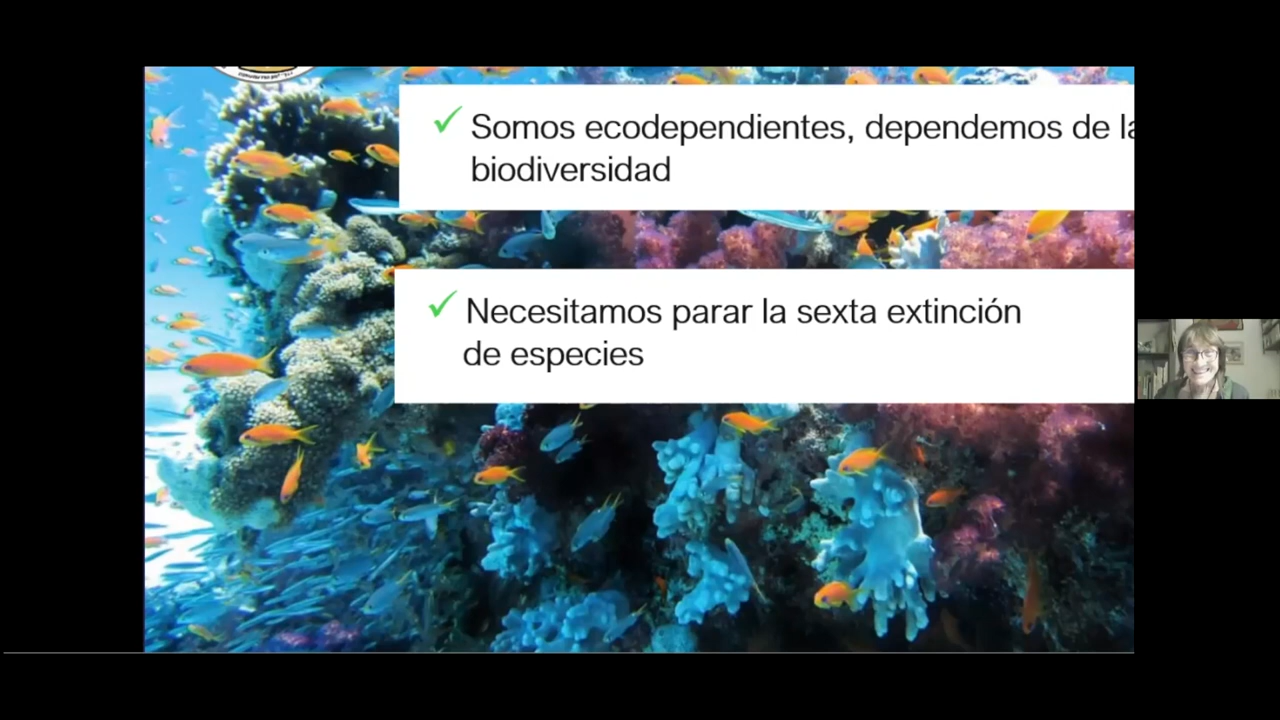 Somos ecodependientes, dependemos de la
biodiversidad
Necesitamos parar la sexta extinción
de especies